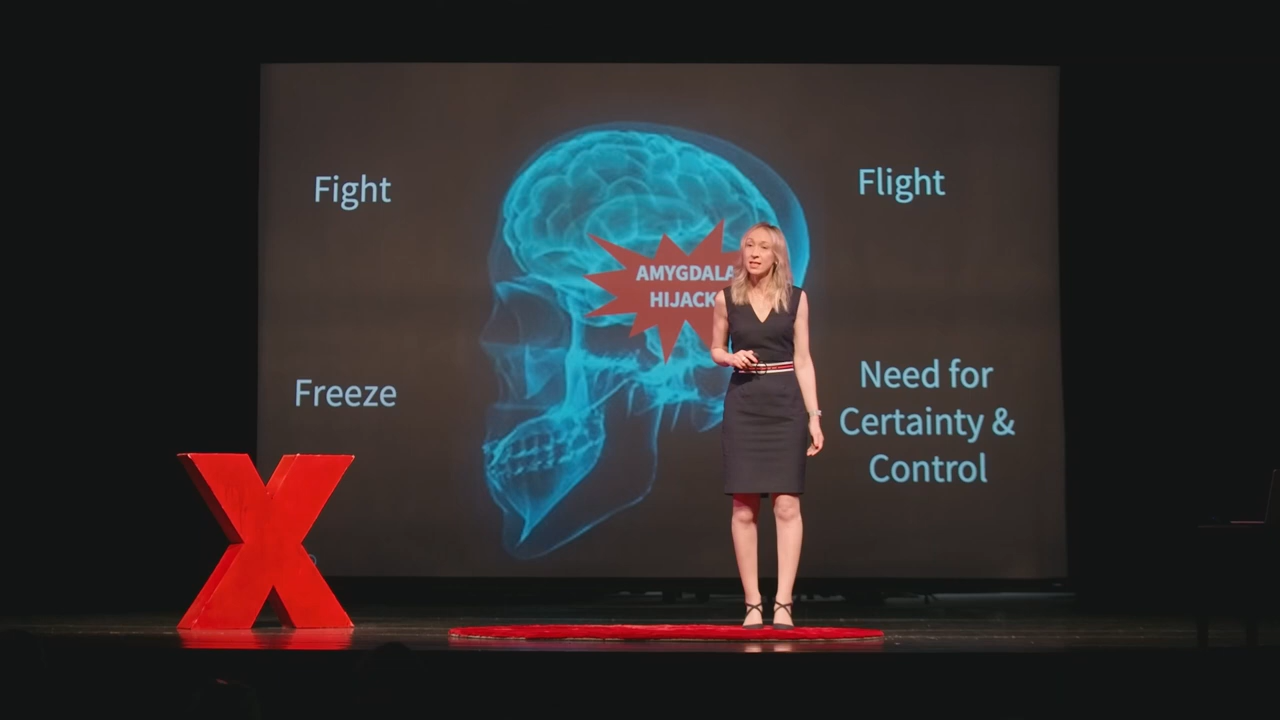 Fight
Flight
AMYGDALA
HIJACK
Freeze
Need for
Certainty &
Control
X